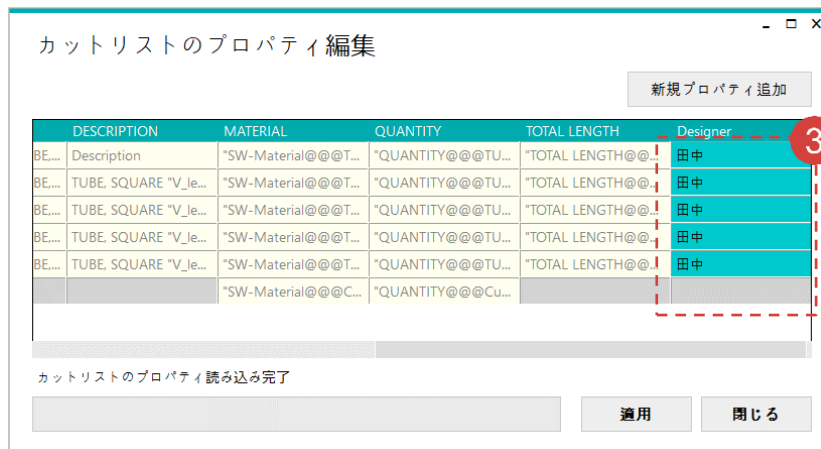 カットリストのプロパティ編集
新規プロパティ追加
DESCRIPTION MATERIAL QUANTITY TOTAL LENGTH Designer
3
BE,... Description "SW-Material@@@T... "QUANTITY@@@TU... "TOTAL LENGTH@@... 田中
BE,... TUBE, SQUARE "V_le... "SW-Material@@@T... "QUANTITY@@@TU... "TOTAL LENGTH@@... 田中
BE,... TUBE, SQUARE "V_le... "SW-Material@@@T... "QUANTITY@@@TU... "TOTAL LENGTH@@... 田中
BE,... TUBE, SQUARE "V_le... "SW-Material@@@T... "QUANTITY@@@TU... "TOTAL LENGTH@@... 田中
BE,... TUBE, SQUARE "V_le... "SW-Material@@@T... "QUANTITY@@@TU... "TOTAL LENGTH@@... 田中
"SW-Material@@@C... "QUANTITY@@@Cu...
カットリストのプロパティ読み込み完了
適用 閉じる